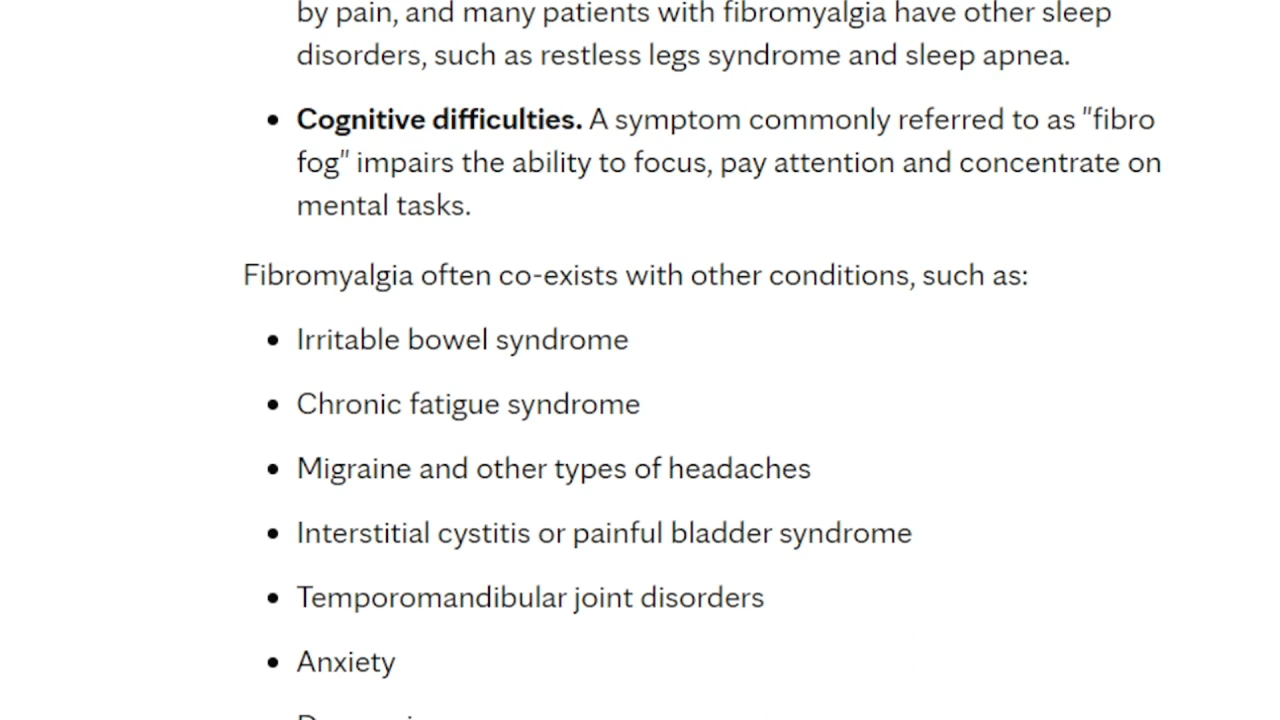 by pain, and many patients with fibromyalgia have other sleep
disorders, such as restless legs syndrome and sleep apnea.
Cognitive difficulties. A symptom commonly referred to as "fibro
fog" impairs the ability to focus, pay attention and concentrate on
mental tasks.
Fibromyalgia often co-exists with other conditions, such as:
Irritable bowel syndrome
Chronic fatigue syndrome
Migraine and other types of headaches
Interstitial cystitis or painful bladder syndrome
Temporomandibular joint disorders
Anxiety